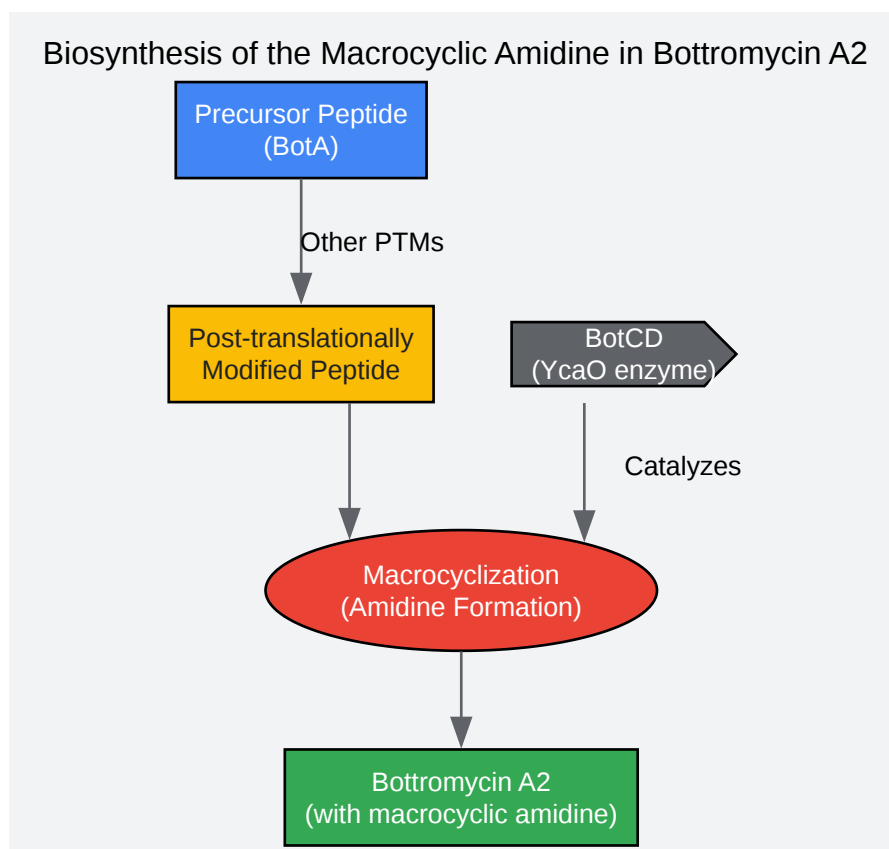 Biosynthesis of the Macrocyclic Amidine in Bottromycin A2
Precursor Peptide
(BotA)
Other PTMs
Post-translationally
Modified Peptide
BotCD
(YcaO enzyme)
Catalyzes
Macrocyclization
(Amidine Formation)
Bottromycin A2
(with macrocyclic amidine)